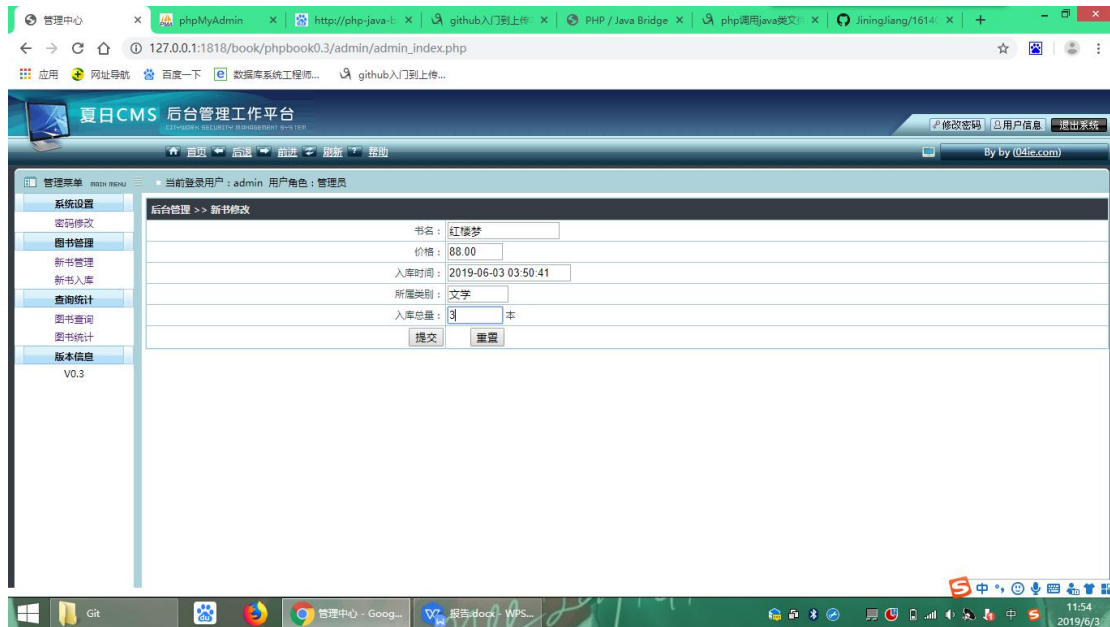 管理中心 phpMyAdmin http://php-java-b github入门到上传 PHP / Java Bridge php调用java类文件 JiningJiang/16140
127.0.0.1:1818/book/phpbook0.3/admin/admin_index.php
应用 网址导航 百度一下 数据库系统工程师... github入门到上传...
夏日CMS 后台管理工作平台
CITYWORK SECURITY MANAGEMENT SYSTEM
修改密码 用户信息 退出系统
首页 后退 前进 刷新 帮助 By by (04ie.com)
管理菜单 MAIN MENU 当前登录用户：admin 用户角色：管理员
系统设置
密码修改
图书管理
新书管理
新书入库
查询统计
图书查询
图书统计
版本信息
V0.3
后台管理 >> 新书修改
书名： 红楼梦
价格： 88.00
入库时间： 2019-06-03 03:50:41
所属类别： 文学
入库总量： 3 本
提交 重置
中
Git 管理中心 - Goog... 报告.docx - WPS... 中 11:54
2019/6/3